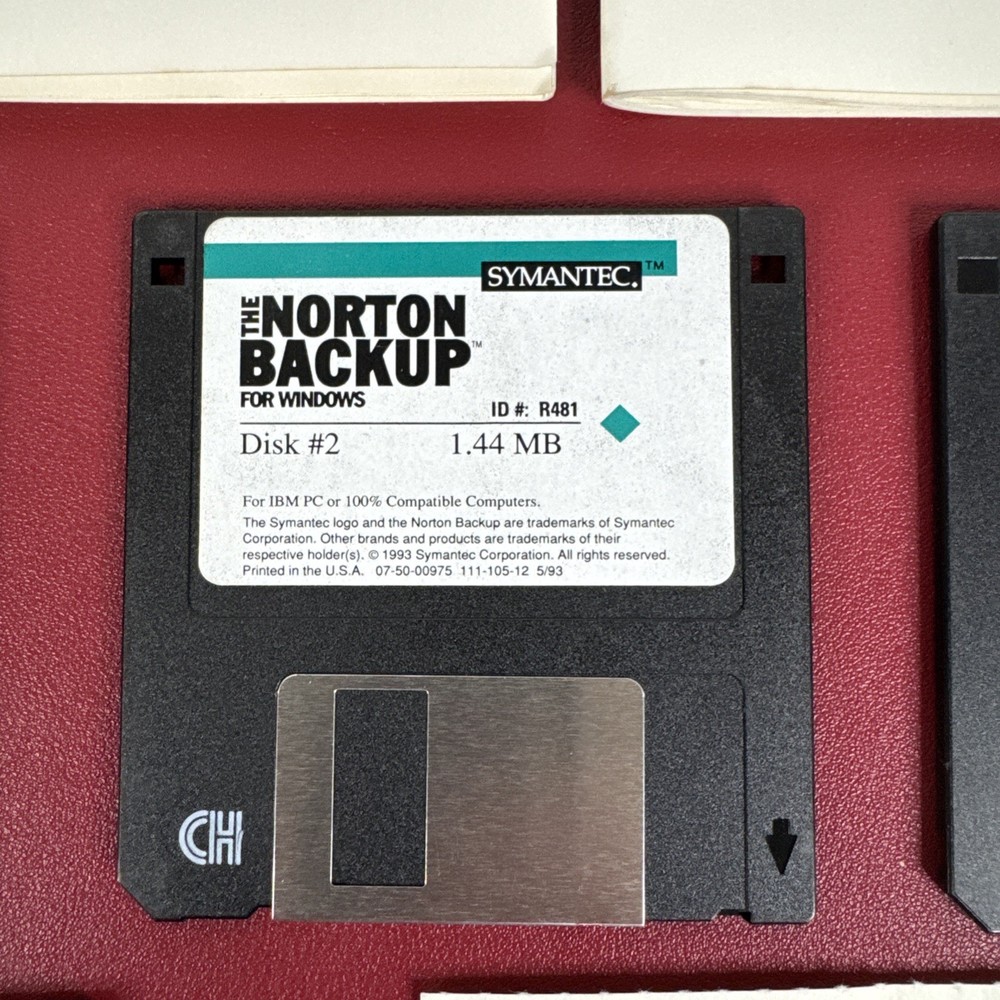 SYMANTEC.™
THE NORTON
BACKUP™
FOR WINDOWS
ID #: R481
Disk #2 1.44 MB
For IBM PC or 100% Compatible Computers.
The Symantec logo and the Norton Backup are trademarks of Symantec
Corporation. Other brands and products are trademarks of their
respective holder(s). © 1993 Symantec Corporation. All rights reserved.
Printed in the U.S.A. 07-50-00975 111-105-12 5/93
CH